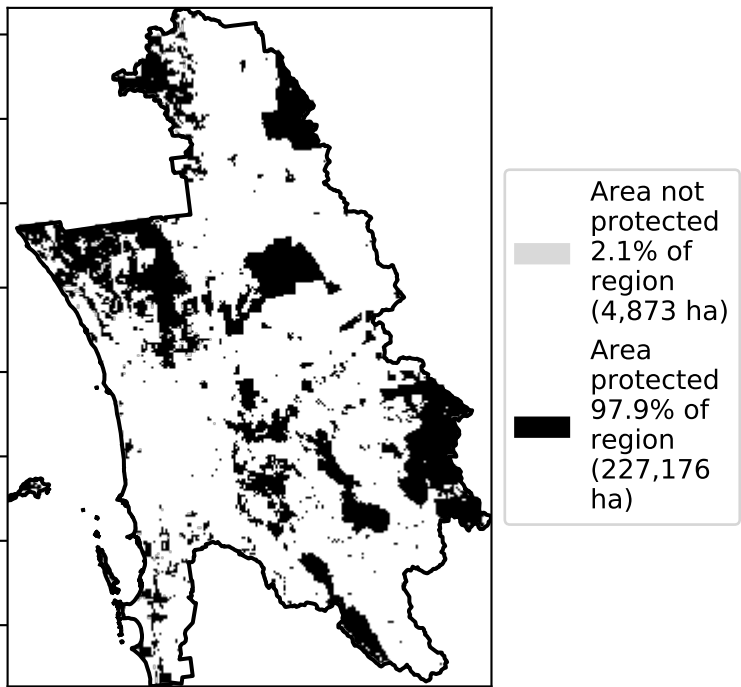 Area not
protected
2.1% of
region
(4,873 ha)
Area
protected
97.9% of
region
(227,176
ha)